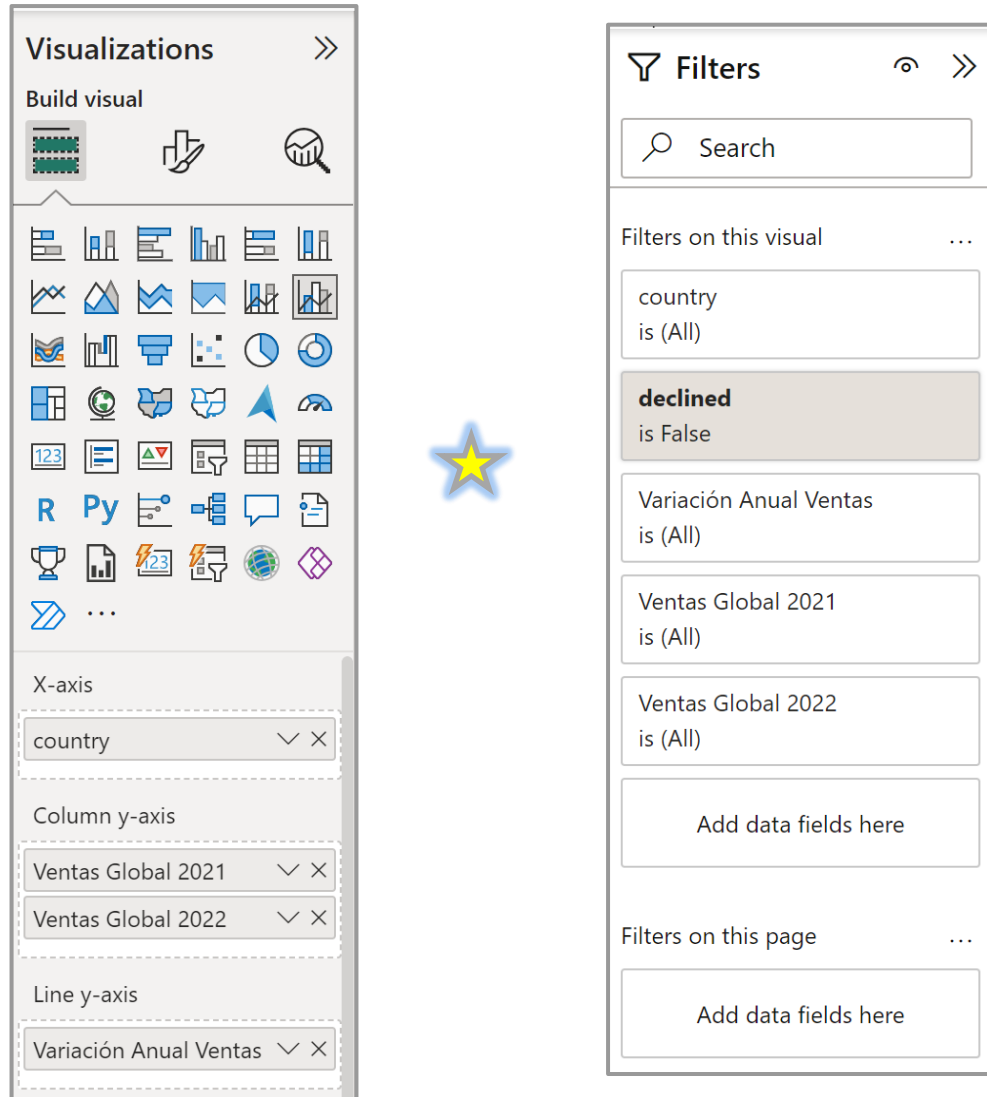 Visualizations
Build visual
123
R
Py
123
...
X-axis
country
Column y-axis
Ventas Global 2021
Ventas Global 2022
Line y-axis
Variación Anual Ventas
Filters
Search
Filters on this visual
...
country
is (All)
declined
is False
Variación Anual Ventas
is (All)
Ventas Global 2021
is (All)
Ventas Global 2022
is (All)
Add data fields here
Filters on this page
...
Add data fields here